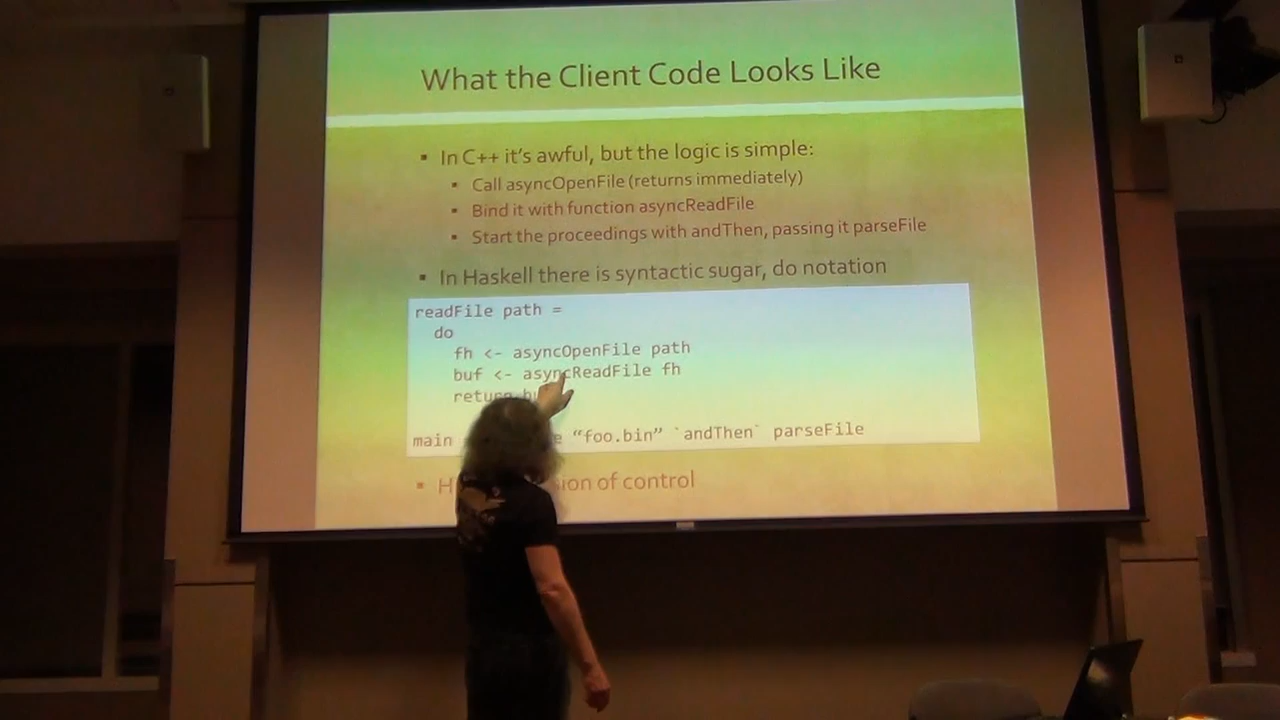 What the Client Code Looks Like
▪ In C++ it's awful, but the logic is simple:
▪ Call asyncOpenFile (returns immediately)
▪ Bind it with function asyncReadFile
▪ Start the proceedings with andThen, passing it parseFile
▪ In Haskell there is syntactic sugar, do notation
readFile path =
do
fh <- asyncOpenFile path
buf <- asyncReadFile fh
return
main "foo.bin" `andThen` parseFile
▪ of control